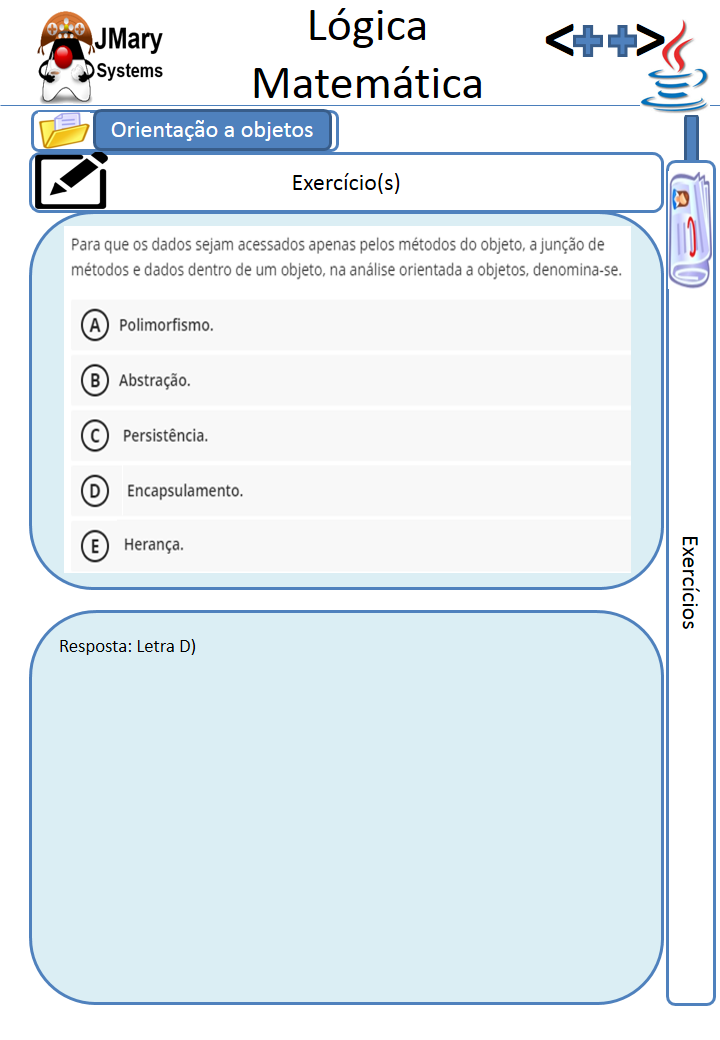 JMary
Systems
Lógica
Matemática
<++>
Orientação a objetos
Exercício(s)
Para que os dados sejam acessados apenas pelos métodos do objeto, a junção de
métodos e dados dentro de um objeto, na análise orientada a objetos, denomina-se.
A Polimorfismo.
B Abstração.
C Persistência.
D Encapsulamento.
E Herança.
Resposta: Letra D)
Exercícios